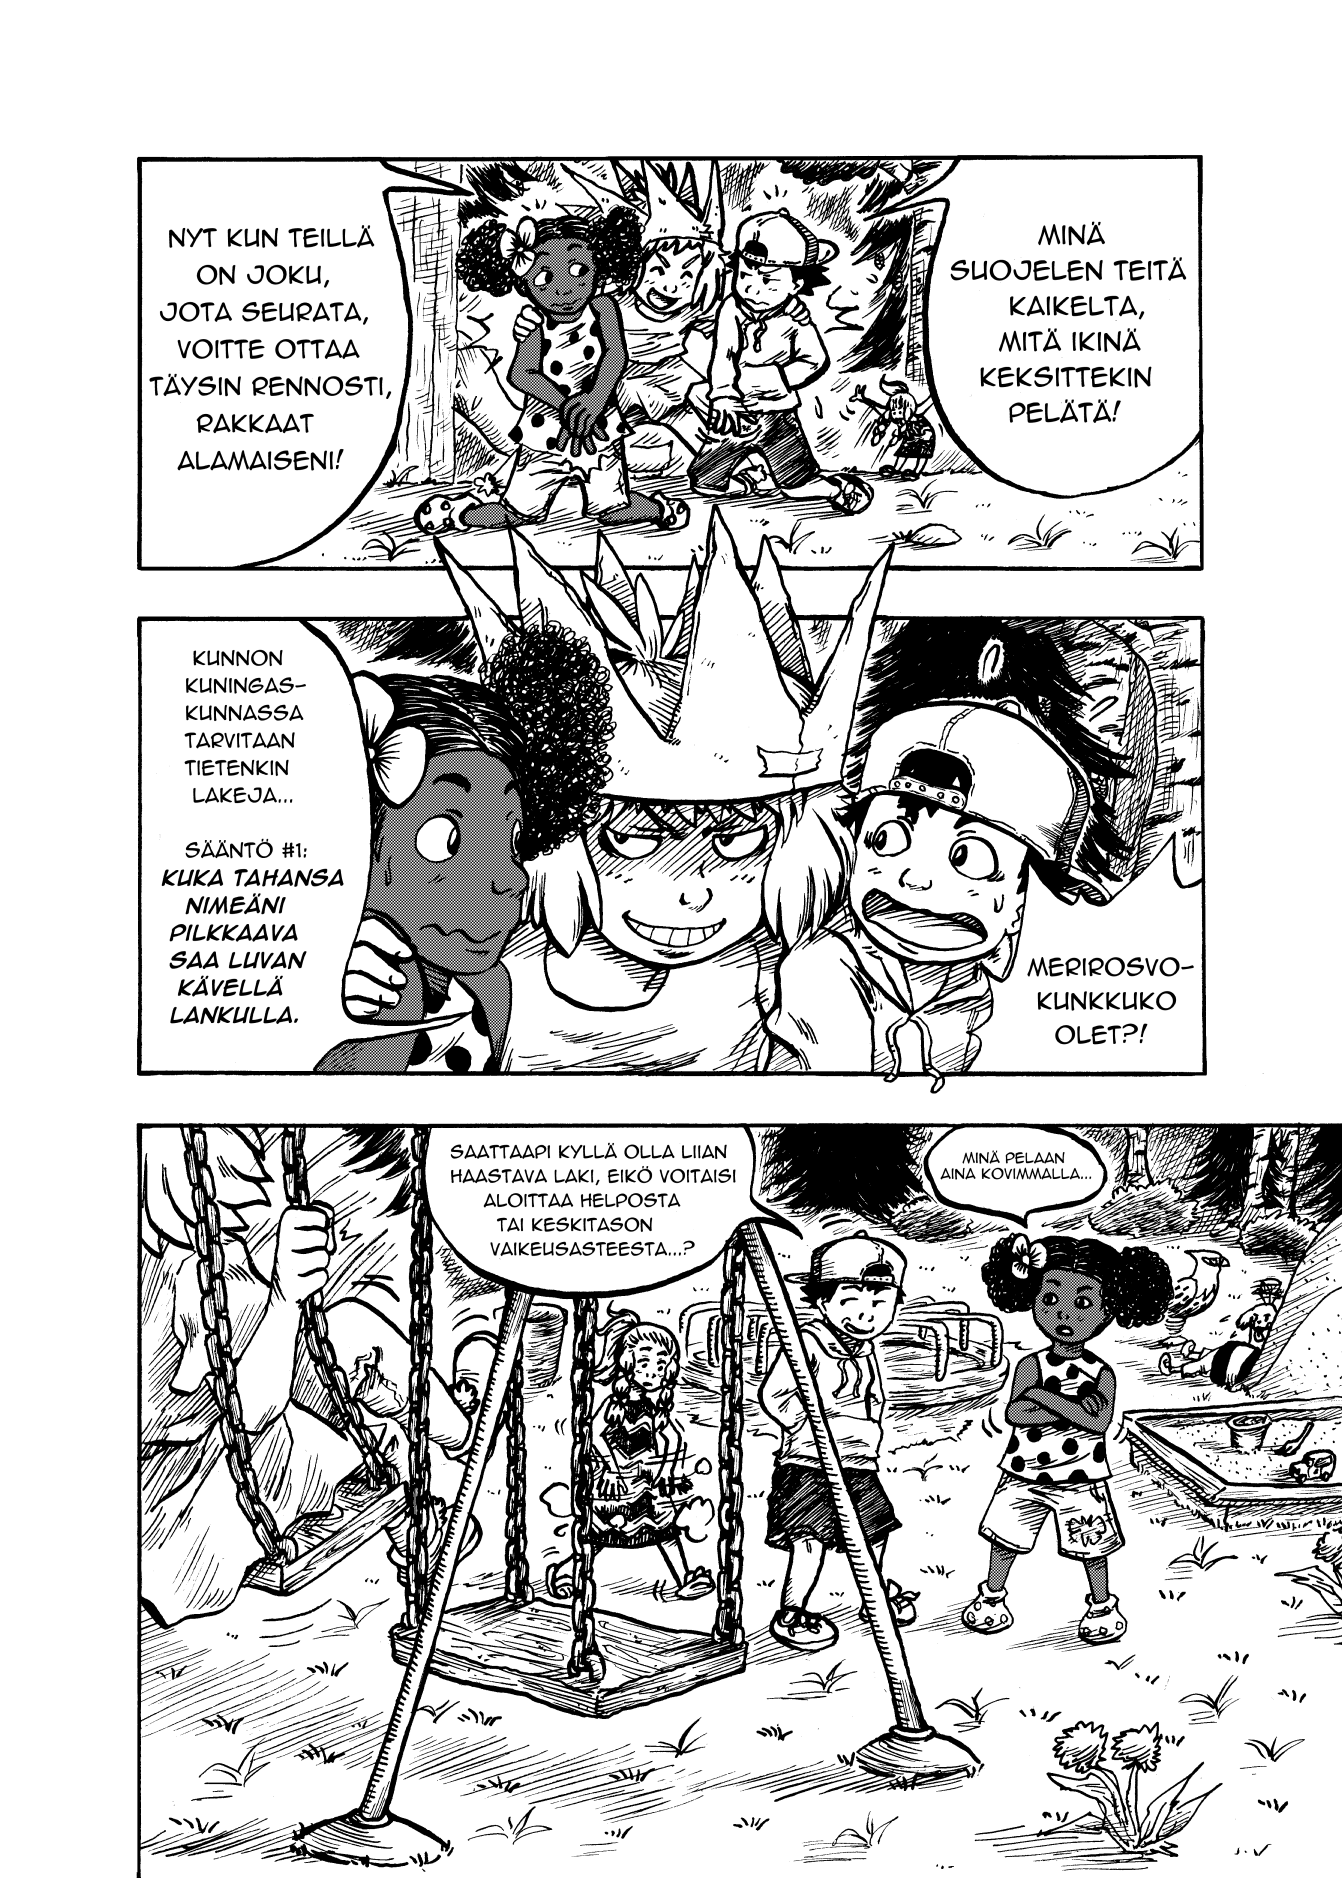 NYT KUN TEILLÄ
ON JOKU,
JOTA SEURATA,
VOITTE OTTAA
TÄYSIN RENNOSTI,
RAKKAAT
ALAMAISENI!
MINÄ
SUOJELEN TEITÄ
KAIKELTA,
MITÄ IKINÄ
KEKSITTEKIN
PELÄTÄ!
KUNNON
KUNINGAS-
KUNNASSA
TARVITAAN
TIETENKIN
LAKEJA...
SÄÄNTÖ #1:
KUKA TAHANSA
NIMEÄNI
PILKKAAVA
SAA LUVAN
KÄVELLÄ
LANKULLA.
MERIROSVO-
KUNKKUKO
OLET?!
SAATTAAPI KYLLÄ OLLA LIIAN
HAASTAVA LAKI, EIKÖ VOITAISI
ALOITTAA HELPOSTA
TAI KESKITASON
VAIKEUSASTEESTA...?
MINÄ PELAAN
AINA KOVIMMALLA...